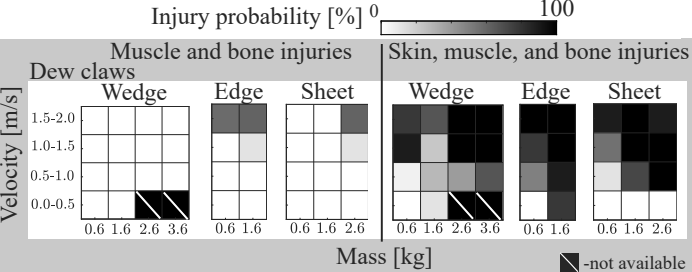 Injury probability [%] 0 100
Muscle and bone injuries Skin, muscle, and bone injuries
Dew claws
Wedge Edge Sheet Wedge Edge Sheet
Velocity [m/s]
1.5-2.0
1.0-1.5
0.5-1.0
0.0-0.5
0.6 1.6 2.6 3.6 0.6 1.6 0.6 1.6 2.6 0.6 1.6 2.6 3.6 0.6 1.6 0.6 1.6 2.6
Mass [kg]
-not available